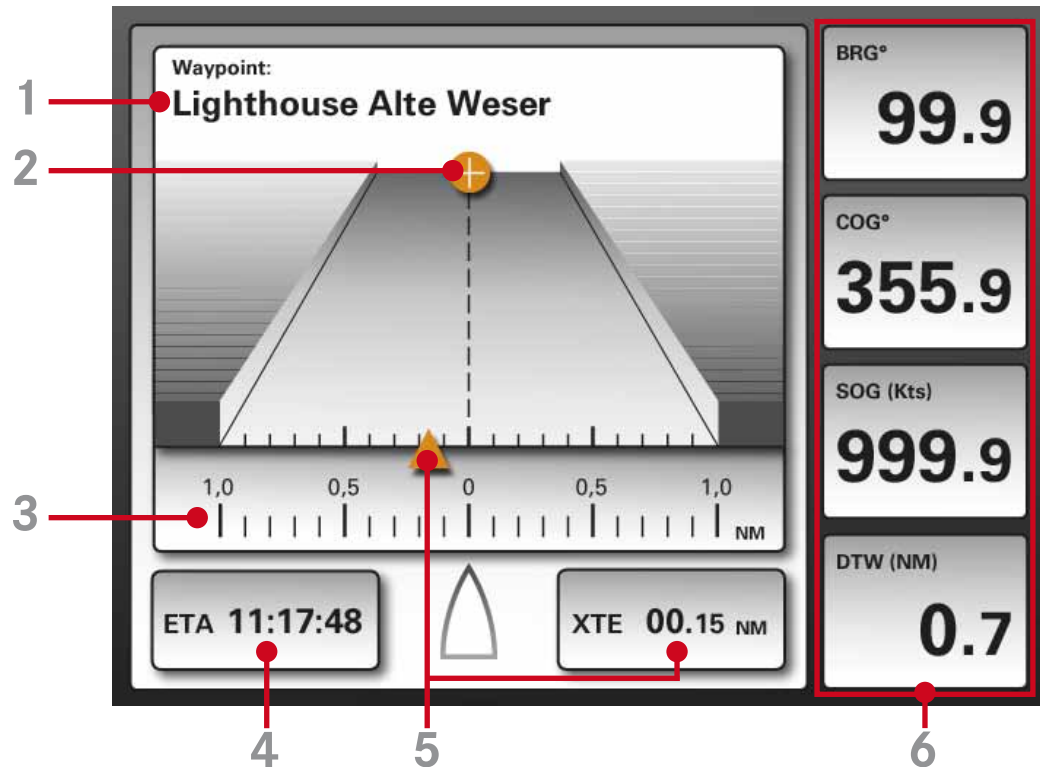 Waypoint:
Lighthouse Alte Weser
1
2
3
1,0 0,5 0 0,5 1,0
NM
ETA 11:17:48
XTE 00.15 NM
BRG°
99.9
COG°
355.9
SOG (Kts)
999.9
DTW (NM)
0.7
4
5
6